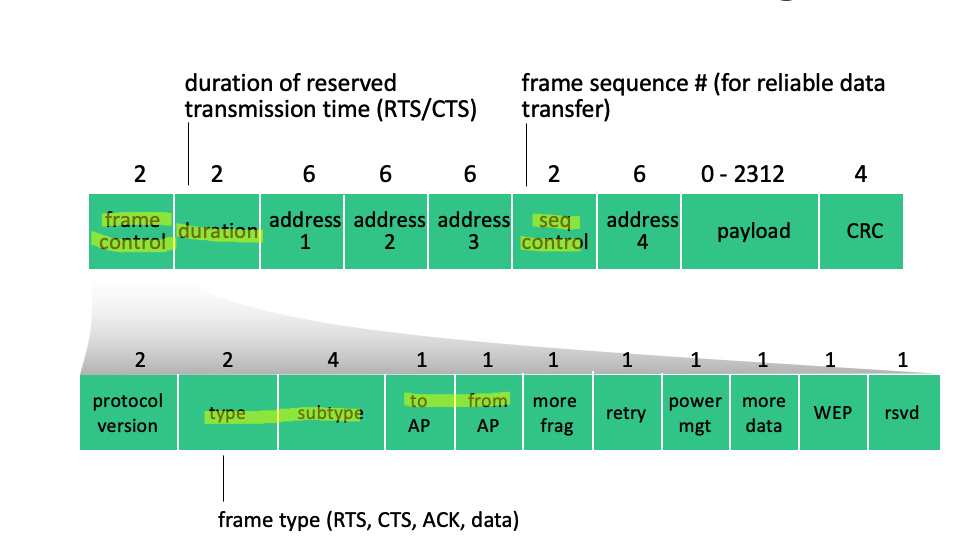 duration of reserved
transmission time (RTS/CTS)
frame sequence # (for reliable data
transfer)
2 2 6 6 6 2 6 0 - 2312 4
frame
control
duration
address
1
address
2
address
3
seq
control
address
4
payload
CRC
2 2 4 1 1 1 1 1 1 1 1
protocol
version
type
subtype
to
AP
from
AP
more
frag
retry
power
mgt
more
data
WEP
rsvd
frame type (RTS, CTS, ACK, data)